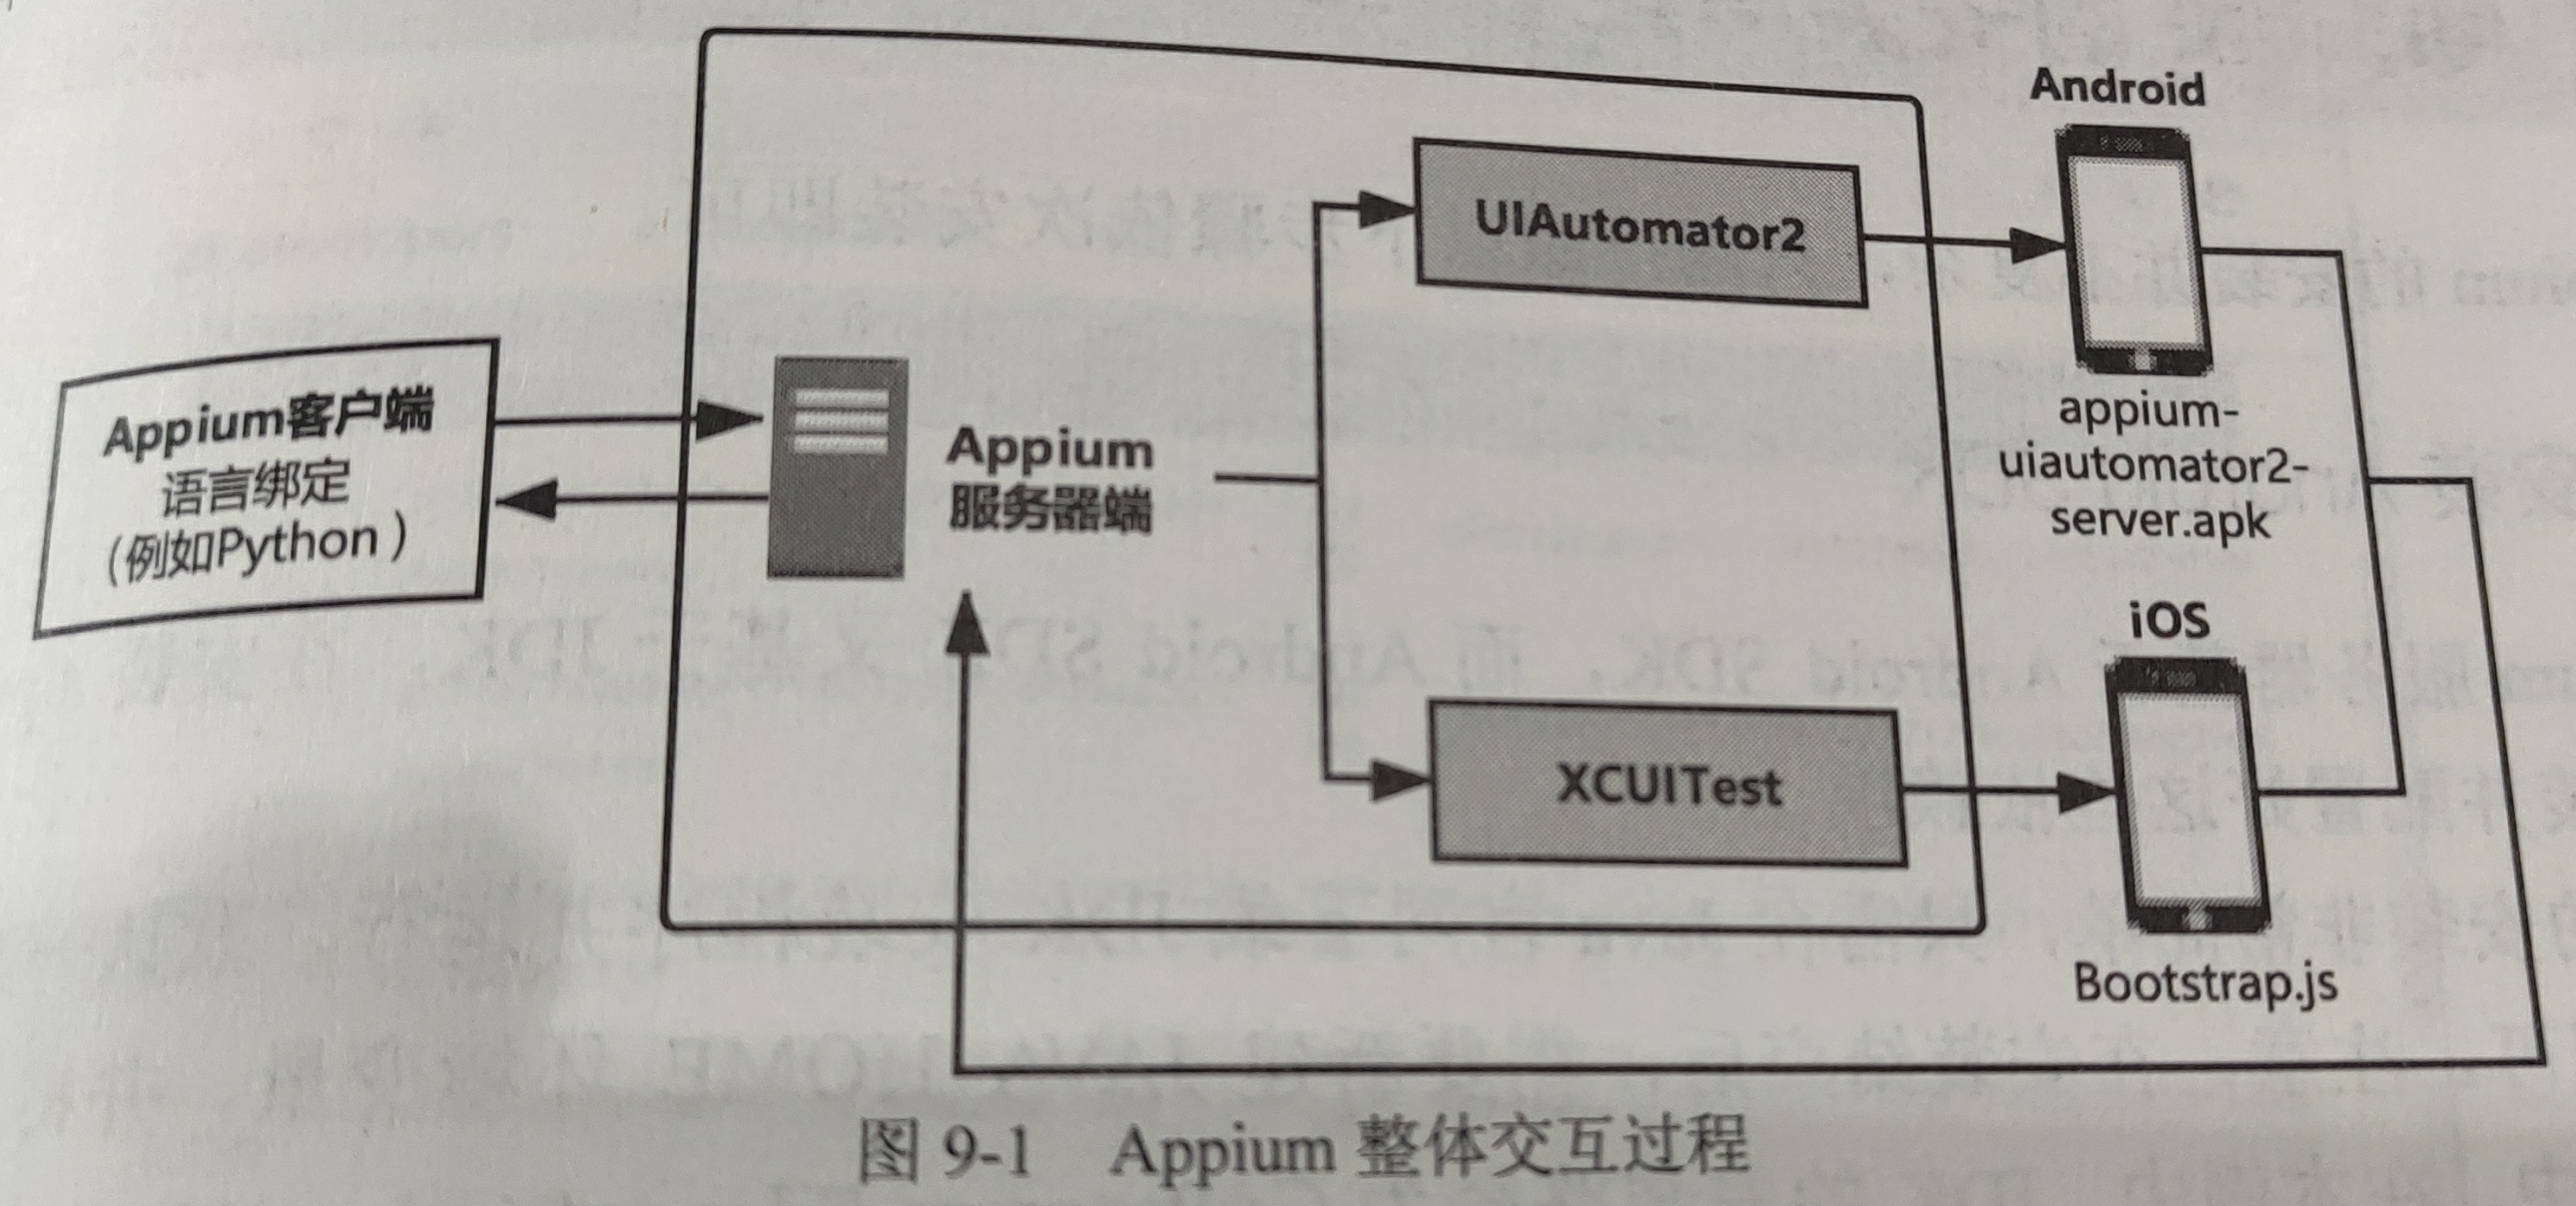 Android
UIAutomator2
Appium客户端
语言绑定
(例如Python)
Appium
服务器端
appium-
uiautomator2-
server.apk
iOS
XCUITest
Bootstrap.js
图 9-1 Appium 整体交互过程